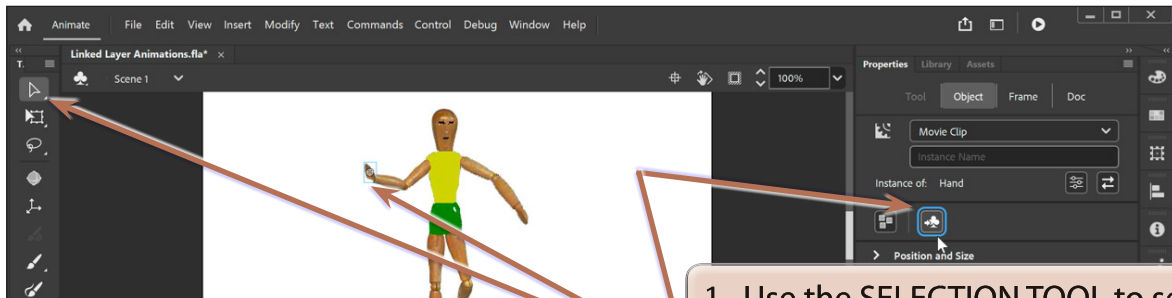 Animate File Edit View Insert Modify Text Commands Control Debug Window Help
Linked Layer Animations.fla* ×
T.
Scene 1
100%
Properties Library Assets
Tool Object Frame Doc
Movie Clip
Instance Name
Instance of: Hand
Position and Size
1. Use the SELECTION TOOL to se